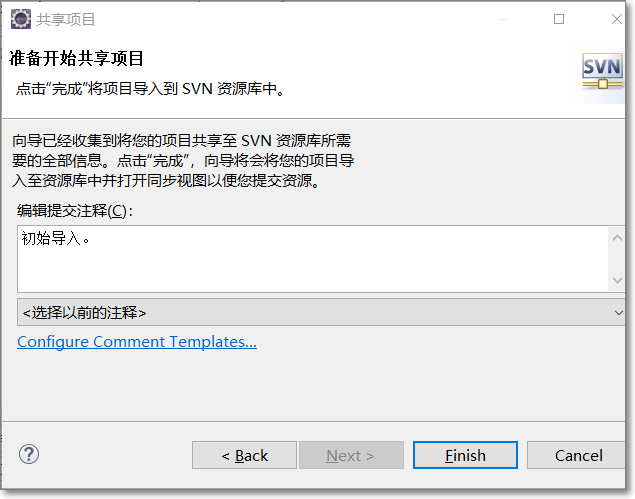 共享项目
准备开始共享项目
点击“完成”将项目导入到 SVN 资源库中。
SVN
向导已经收集到将您的项目共享至 SVN 资源库所需
要的全部信息。点击“完成”，向导将会将您的项目导
入至资源库中并打开同步视图以便您提交资源。
编辑提交注释(C):
初始导入。
<选择以前的注释>
Configure Comment Templates...
? < Back Next > Finish Cancel